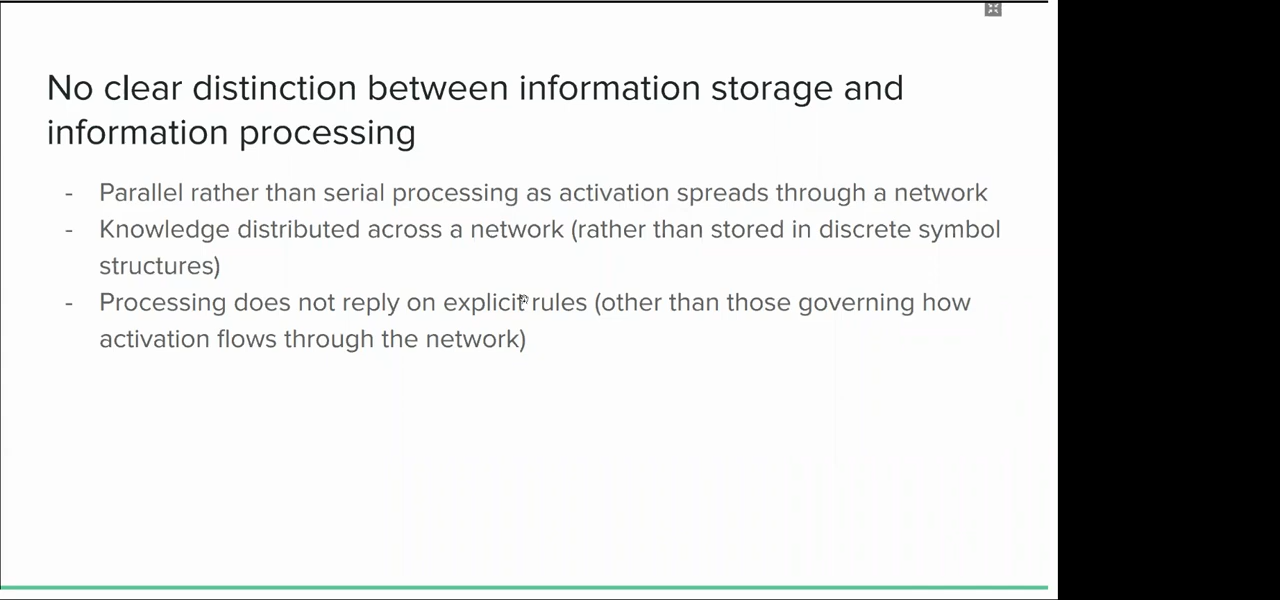 No clear distinction between information storage and
information processing
- Parallel rather than serial processing as activation spreads through a network
- Knowledge distributed across a network (rather than stored in discrete symbol
structures)
- Processing does not reply on explicit rules (other than those governing how
activation flows through the network)